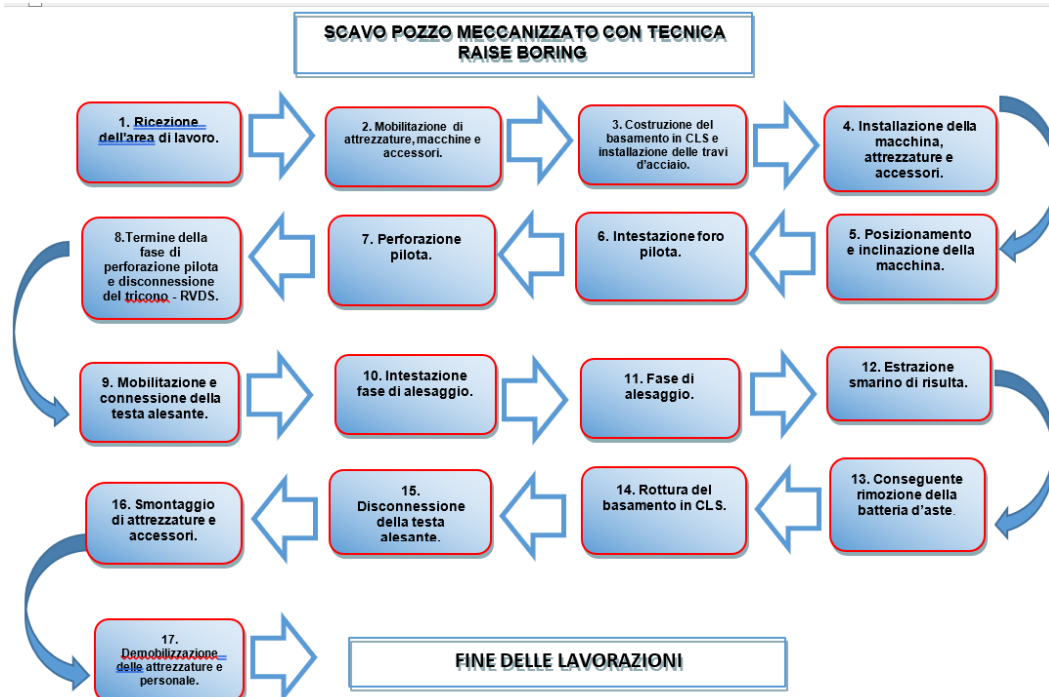 SCAVO POZZO MECCANIZZATO CON TECNICA
RAISE BORING
1. Ricezione
dell'area di lavoro.
2. Mobilitazione di
attrezzature, macchine e
accessori.
3. Costruzione del
basamento in CLS e
installazione delle travi
d'acciaio.
4. Installazione della
macchina,
attrezzature e
accessori.
5. Posizionamento
e inclinazione della
macchina.
6. Intestazione foro
pilota.
7. Perforazione
pilota.
8.Termine della
fase di
perforazione pilota
e disconnessione
del tricono - RVDS.
9. Mobilitazione e
connessione della
testa alesante.
10. Intestazione
fase di alesaggio.
11. Fase di
alesaggio.
12. Estrazione
smarino di risulta.
13. Conseguente
rimozione della
batteria d'aste.
14. Rottura del
basamento in CLS.
15.
Disconnessione
della testa
alesante.
16. Smontaggio
di attrezzature e
accessori.
17.
Demobilizzazione
delle attrezzature e
personale.
FINE DELLE LAVORAZIONI